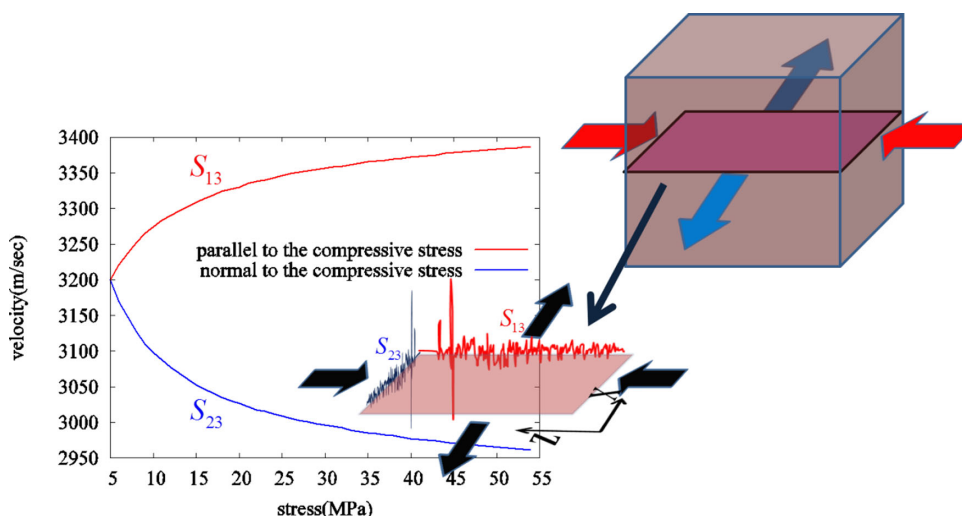 3400
3350
3300
3250
3200
3150
3100
3050
3000
2950
velocity(m/sec)
S13
parallel to the compressive stress
normal to the compressive stress
S13
S23
S23
5 10 15 20 25 30 35 40 45 50 55
stress(MPa)
Z